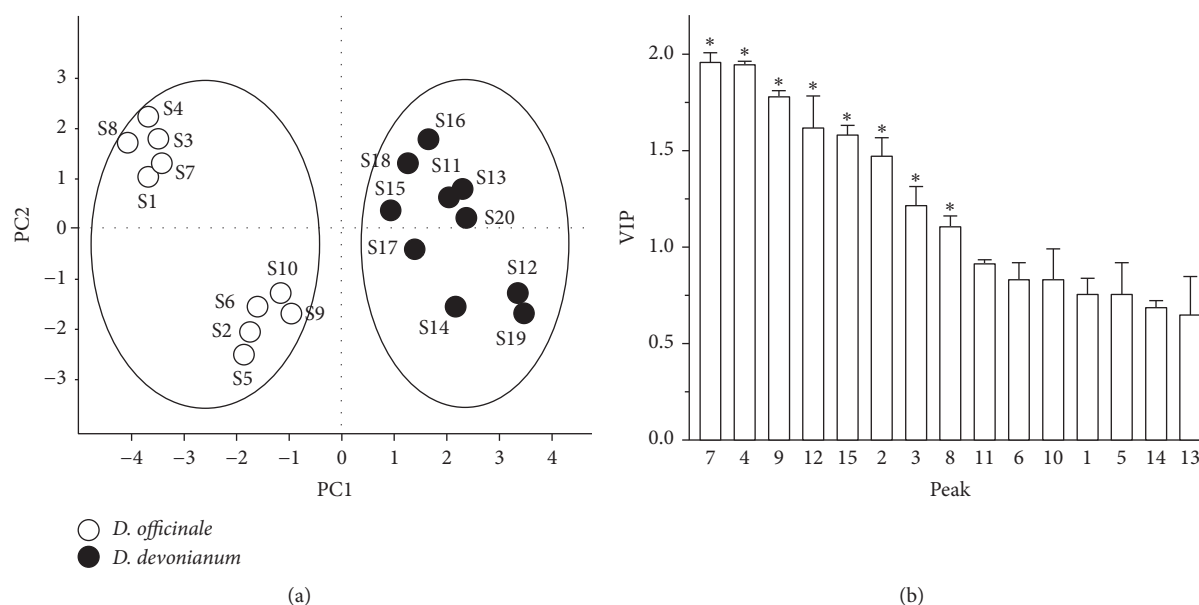 3
2
1
0
−1
−2
−3
PC2
S4
S8
S3
S7
S1
S16
S18
S11
S13
S15
S20
S17
S10
S12
S6
S9
S2
S14
S19
S5
−4
−3
−2
−1
0
1
2
3
4
PC1
D. officinale
D. devonianum
(a)
2.0
1.5
1.0
0.5
0.0
VIP
* * * * * * * *
7 4 9 12 15 2 3 8 11 6 10 1 5 14 13
Peak
(b)